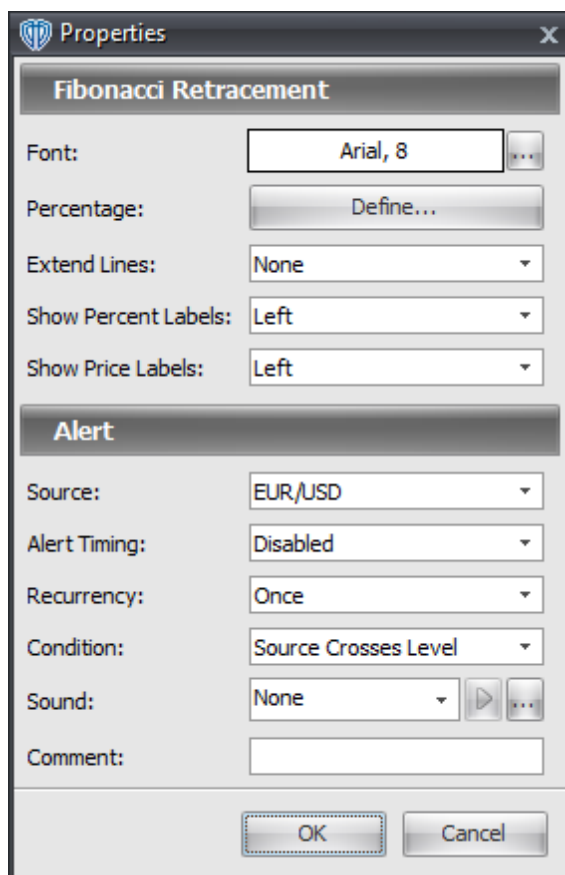 Properties
Fibonacci Retracement
Font: Arial, 8 ...
Percentage: Define...
Extend Lines: None
Show Percent Labels: Left
Show Price Labels: Left
Alert
Source: EUR/USD
Alert Timing: Disabled
Recurrency: Once
Condition: Source Crosses Level
Sound: None ...
Comment:
OK Cancel